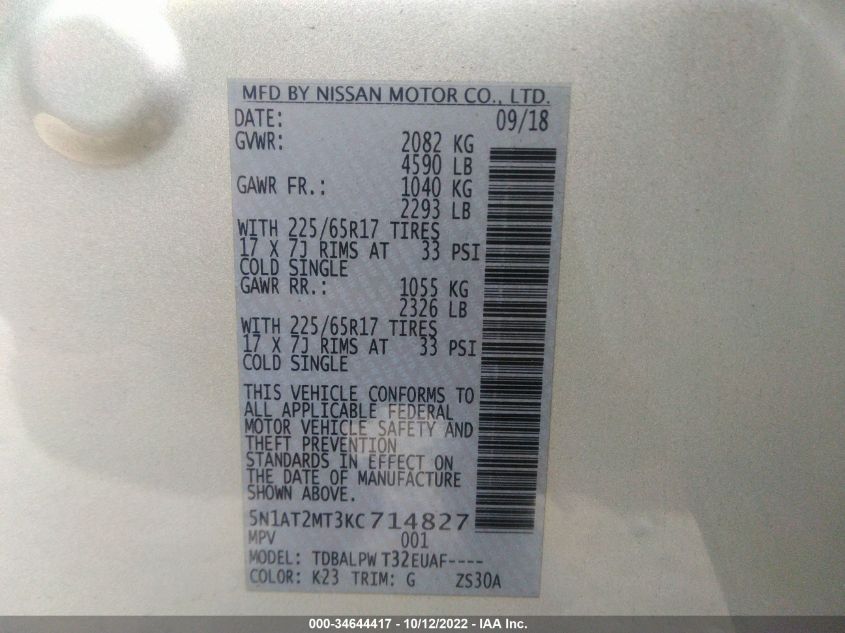 MFD BY NISSAN MOTOR CO., LTD.
DATE: 09/18
GVWR: 2082 KG
4590 LB
GAWR FR.: 1040 KG
2293 LB
WITH 225/65R17 TIRES
17 X 7J RIMS AT 33 PSI
COLD SINGLE
GAWR RR.: 1055 KG
2326 LB
WITH 225/65R17 TIRES
17 X 7J RIMS AT 33 PSI
COLD SINGLE
THIS VEHICLE CONFORMS TO
ALL APPLICABLE FEDERAL
MOTOR VEHICLE SAFETY AND
THEFT PREVENTION
STANDARDS IN EFFECT ON
THE DATE OF MANUFACTURE
SHOWN ABOVE.
5N1AT2MT3KC714827
MPV 001
MODEL: TDBALPW T32EUAF----
COLOR: K23 TRIM: G ZS30A
000-34644417 - 10/12/2022 - IAA Inc.